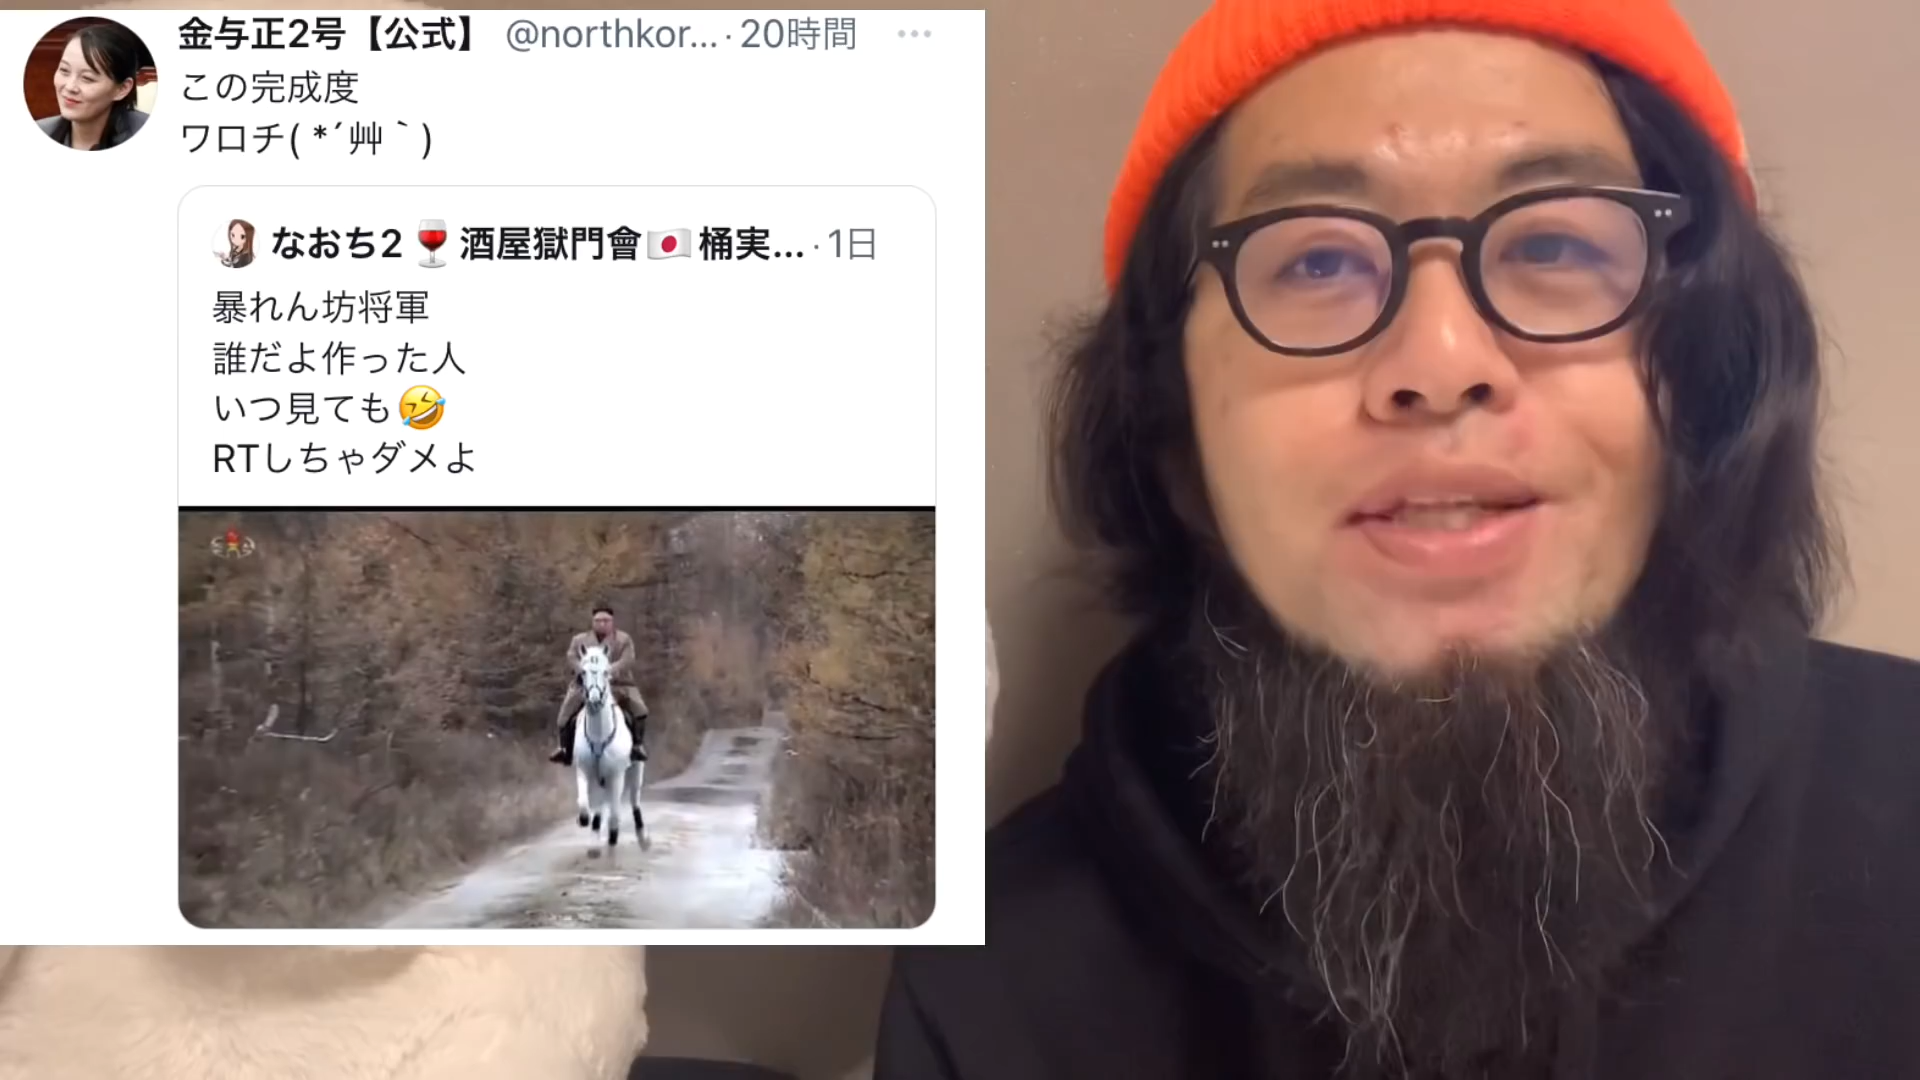 金与正2号【公式】 @northkor... · 20時間
この完成度
ワロチ( *´艸｀)
なおち2🍷酒屋獄門會🇯🇵桶実... · 1日
暴れん坊将軍
誰だよ作った人
いつ見ても🤣
RTしちゃダメよ